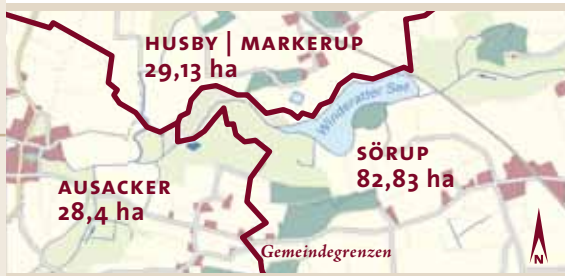 HUSBY | MARKERUP
29,13 ha
Winderatter See
SÖRUP
82,83 ha
AUSACKER
28,4 ha
Gemeindegrenzen
N